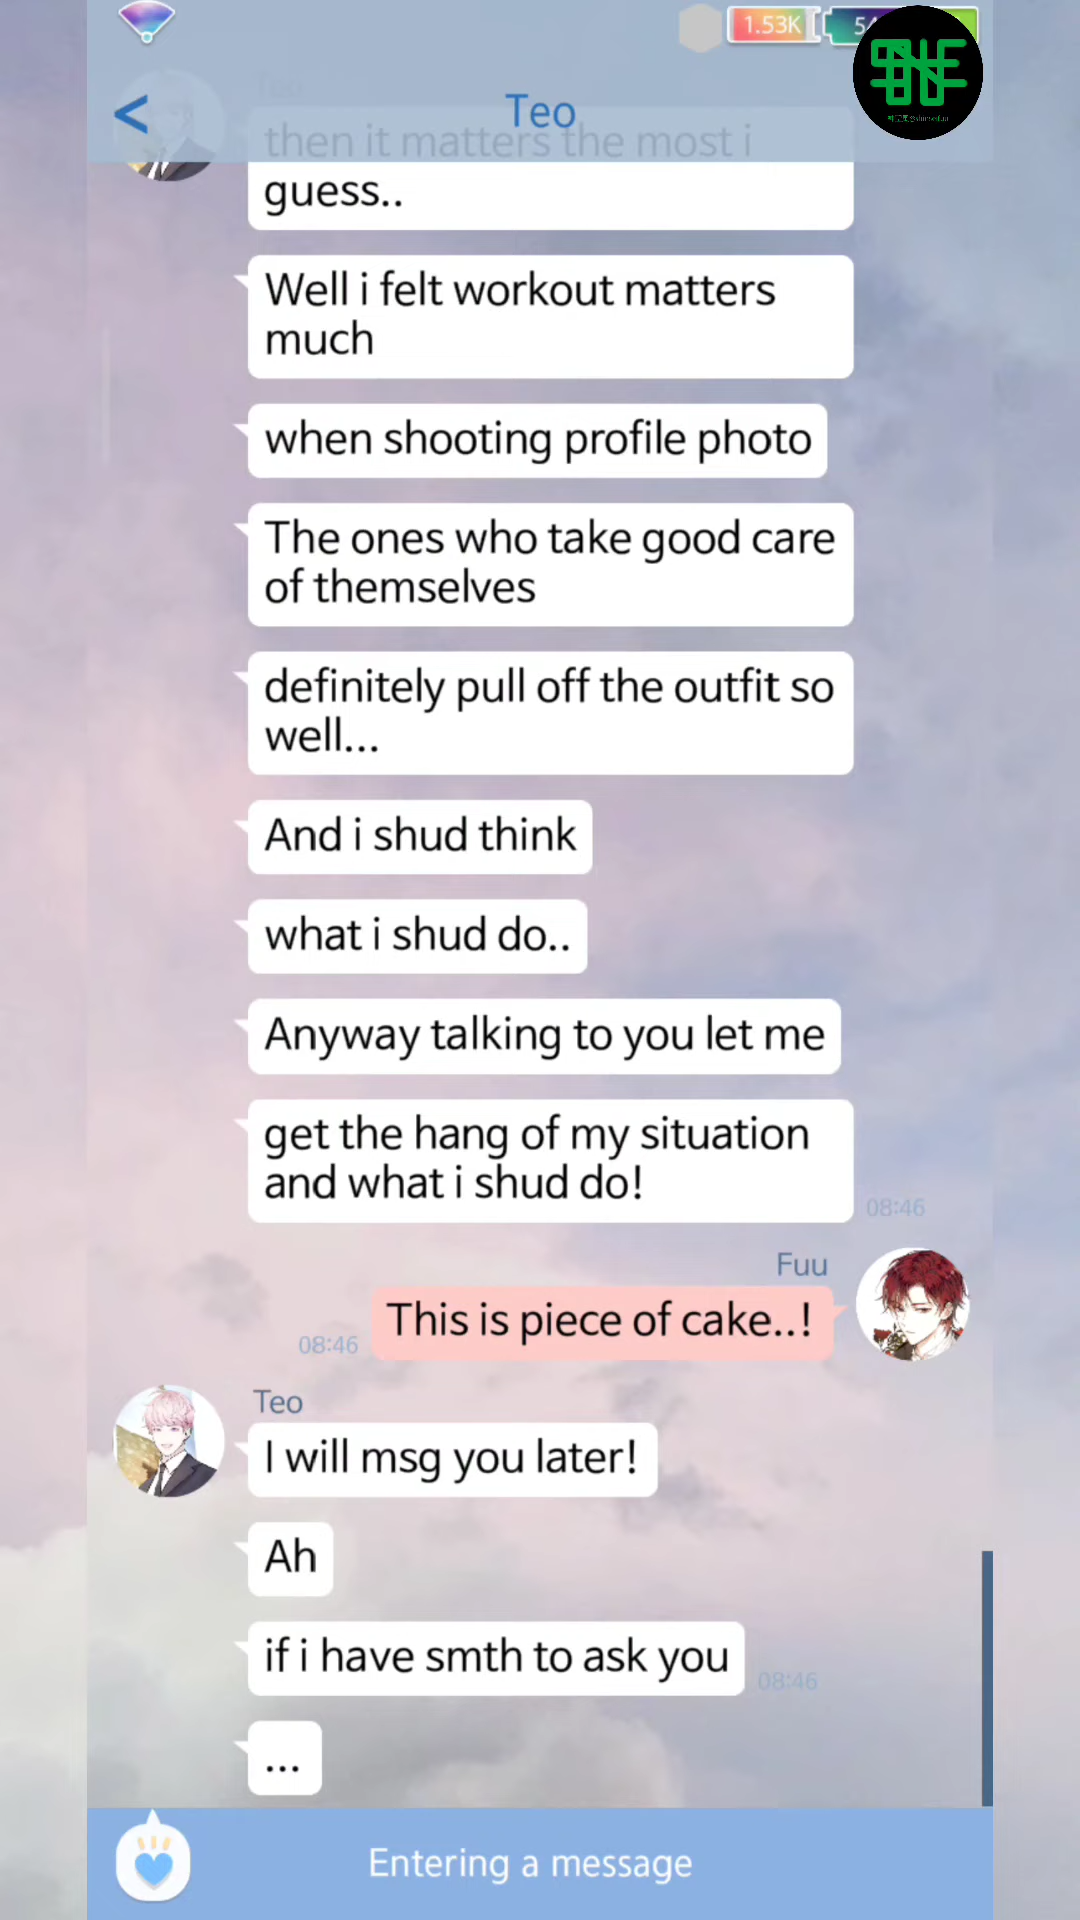 1.53K
54
Teo
then it matters the most i
guess..
Well i felt workout matters
much
when shooting profile photo
The ones who take good care
of themselves
definitely pull off the outfit so
well...
And i shud think
what i shud do..
Anyway talking to you let me
get the hang of my situation
and what i shud do!
08:46
Fuu
This is piece of cake..!
08:46
Teo
I will msg you later!
Ah
if i have smth to ask you
08:46
...
Entering a message